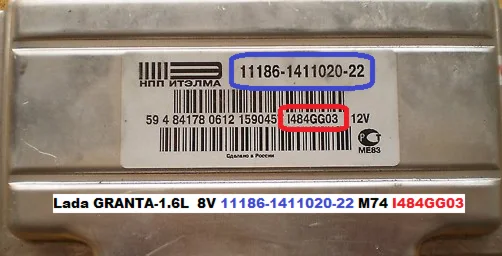 11186-1411020-22
НПП ИТЭЛМА
59 4 84178 0612 159045 I484GG03 12V
Сделано в России
ME83
Lada GRANTA-1.6L 8V 11186-1411020-22 M74 I484GG03